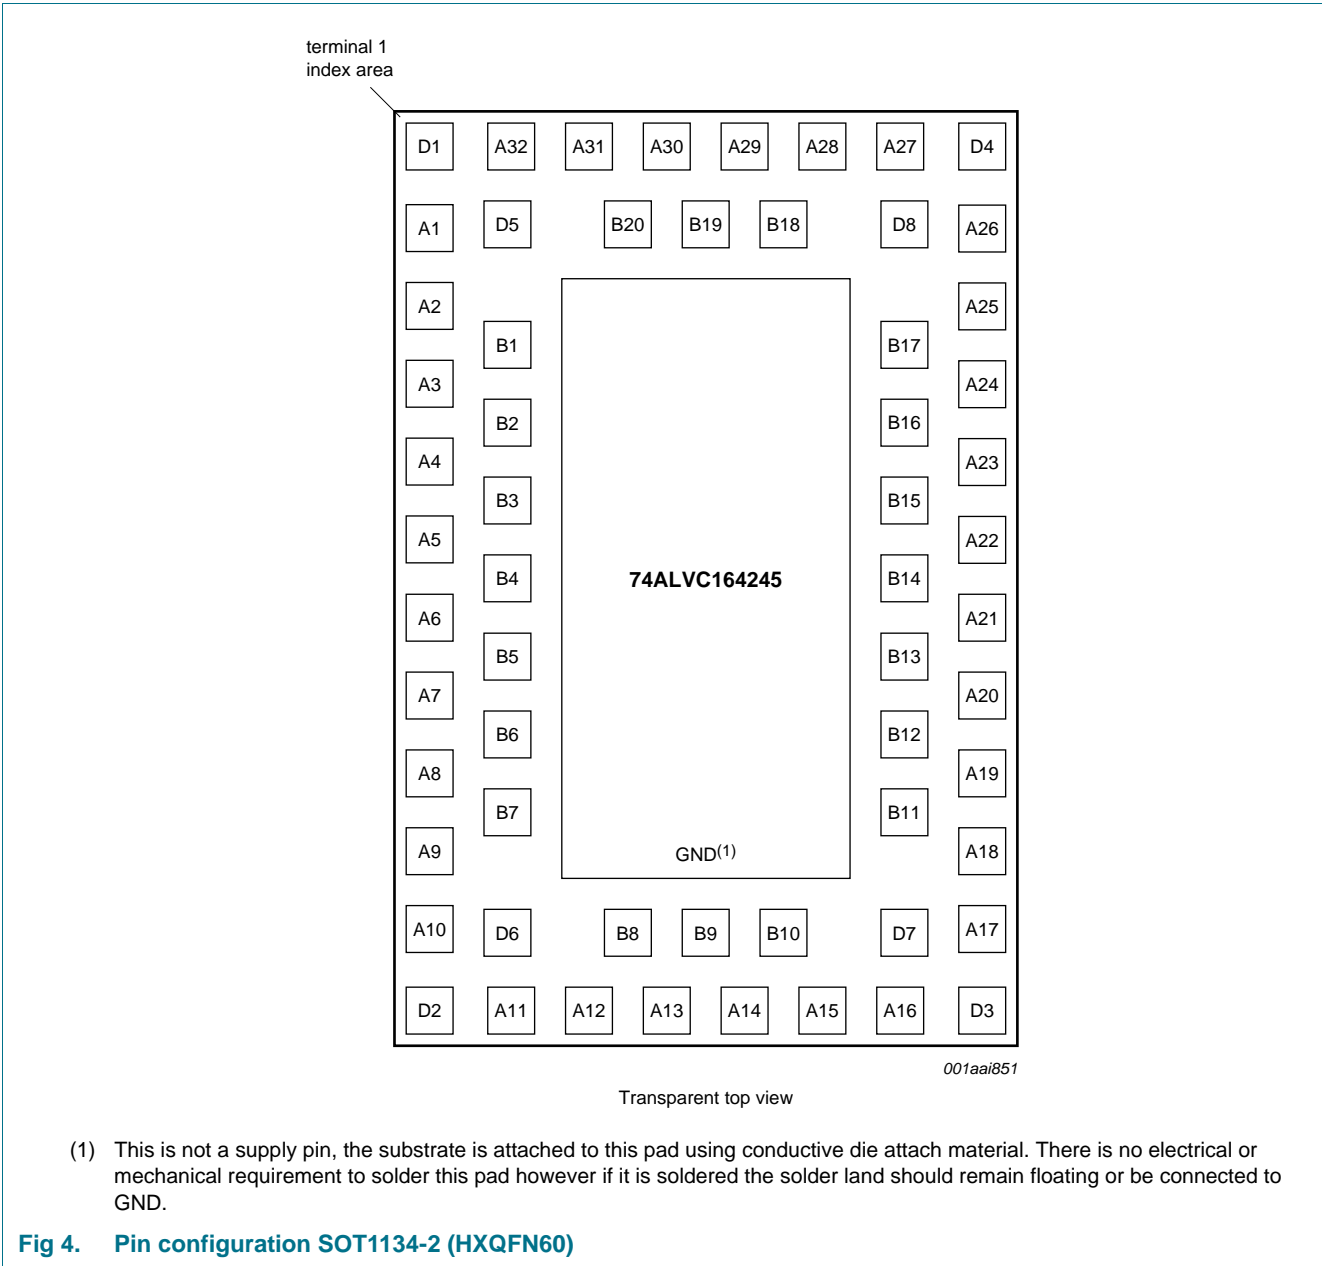 terminal 1
index area
D1 A32 A31 A30 A29 A28 A27 D4
A1 D5 B20 B19 B18 D8 A26
A2 A25
B1 B17
A3 A24
B2 B16
A4 A23
B3 B15
A5 A22
B4 74ALVC164245 B14
A6 A21
B5 B13
A7 A20
B6 B12
A8 A19
B7 B11
A9 GND(1) A18
A10 D6 B8 B9 B10 D7 A17
D2 A11 A12 A13 A14 A15 A16 D3
001aai851
Transparent top view
(1) This is not a supply pin, the substrate is attached to this pad using conductive die attach material. There is no electrical or
mechanical requirement to solder this pad however if it is soldered the solder land should remain floating or be connected to
GND.
Fig 4. Pin configuration SOT1134-2 (HXQFN60)